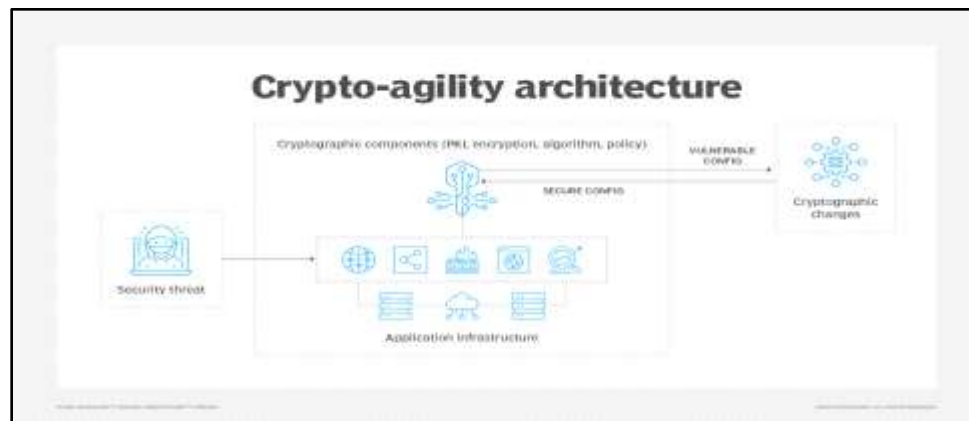 Crypto-agility architecture
Cryptographic components (PKI, encryption, algorithm, policy)
VULNERABLE
CONFIG
SECURE CONFIG
Cryptographic
changes
Security threat
Application infrastructure